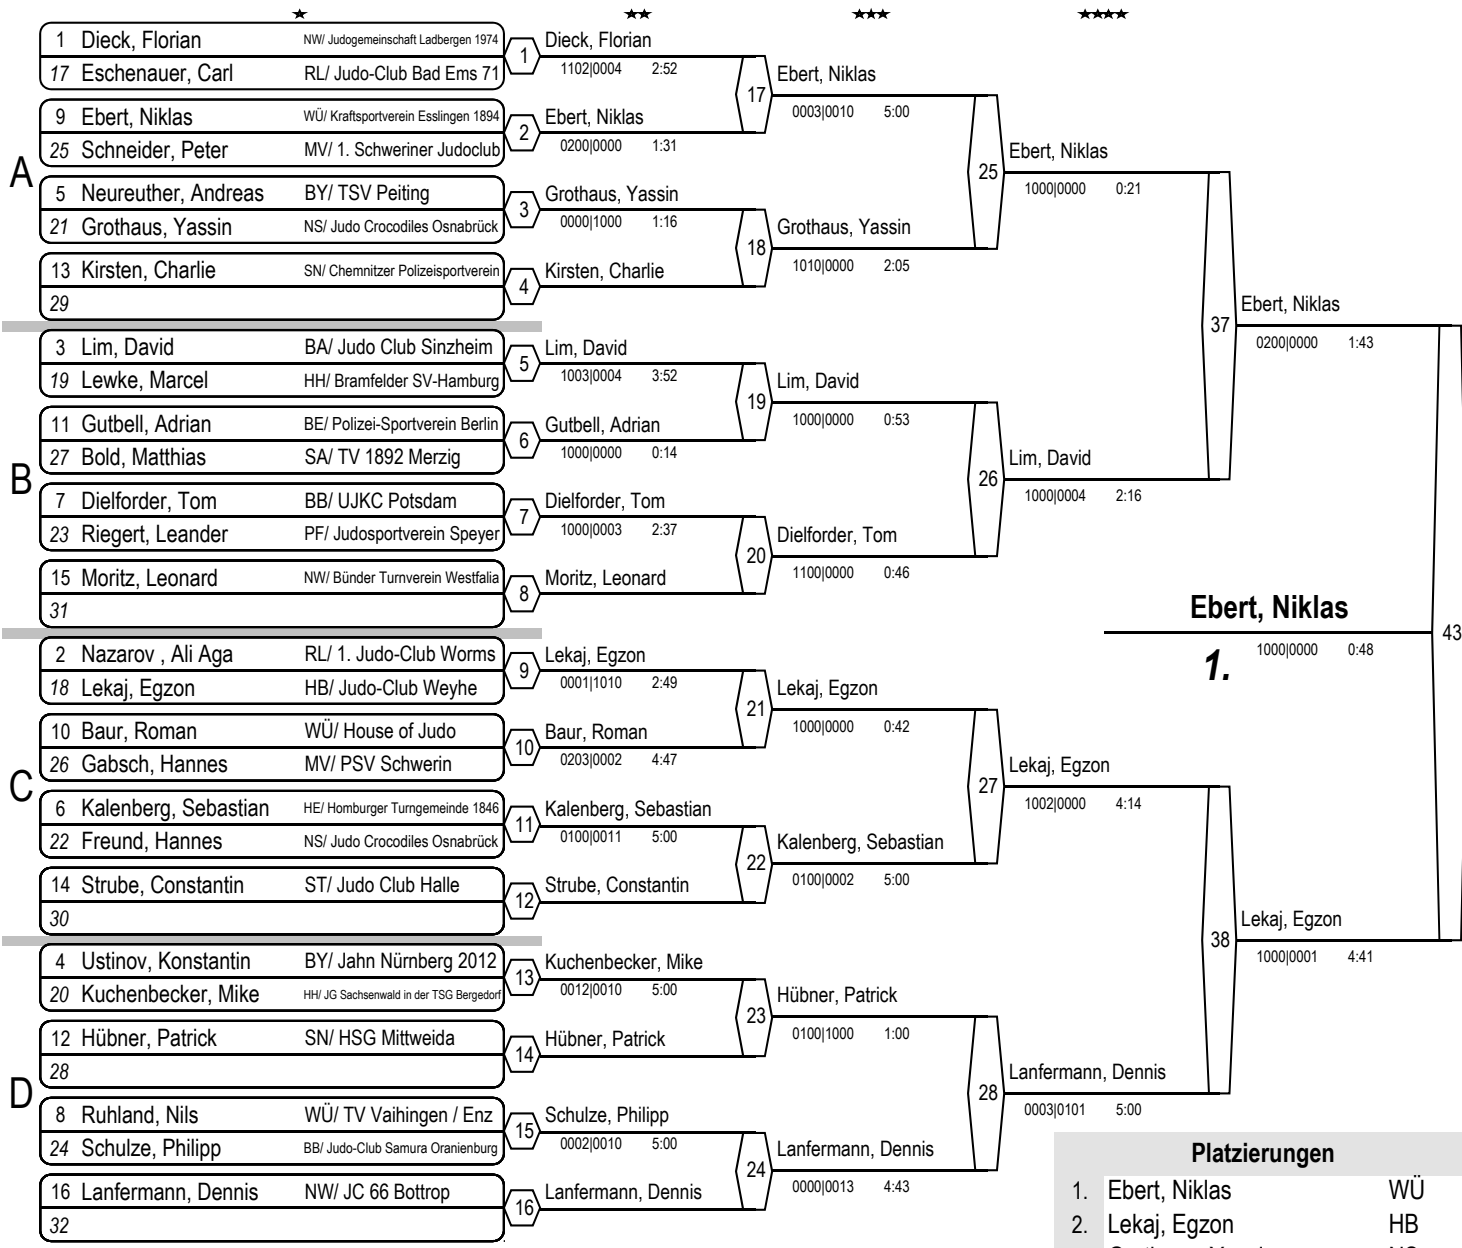 ★ ★★ ★★★ ★★★★
A
1 Dieck, Florian NW/ Judogemeinschaft Ladbergen 1974
17 Eschenauer, Carl RL/ Judo-Club Bad Ems 71
9 Ebert, Niklas WÜ/ Kraftsportverein Esslingen 1894
25 Schneider, Peter MV/ 1. Schweriner Judoclub
5 Neureuther, Andreas BY/ TSV Peiting
21 Grothaus, Yassin NS/ Judo Crocodiles Osnabrück
13 Kirsten, Charlie SN/ Chemnitzer Polizeisportverein
29
B
3 Lim, David BA/ Judo Club Sinzheim
19 Lewke, Marcel HH/ Bramfelder SV-Hamburg
11 Gutbell, Adrian BE/ Polizei-Sportverein Berlin
27 Bold, Matthias SA/ TV 1892 Merzig
7 Dielforder, Tom BB/ UJKC Potsdam
23 Riegert, Leander PF/ Judosportverein Speyer
15 Moritz, Leonard NW/ Bünder Turnverein Westfalia
31
C
2 Nazarov , Ali Aga RL/ 1. Judo-Club Worms
18 Lekaj, Egzon HB/ Judo-Club Weyhe
10 Baur, Roman WÜ/ House of Judo
26 Gabsch, Hannes MV/ PSV Schwerin
6 Kalenberg, Sebastian HE/ Homburger Turngemeinde 1846
22 Freund, Hannes NS/ Judo Crocodiles Osnabrück
14 Strube, Constantin ST/ Judo Club Halle
30
D
4 Ustinov, Konstantin BY/ Jahn Nürnberg 2012
20 Kuchenbecker, Mike HH/ JG Sachsenwald in der TSG Bergedorf
12 Hübner, Patrick SN/ HSG Mittweida
28
8 Ruhland, Nils WÜ/ TV Vaihingen / Enz
24 Schulze, Philipp BB/ Judo-Club Samura Oranienburg
16 Lanfermann, Dennis NW/ JC 66 Bottrop
32
1 Dieck, Florian
1102|0004 2:52
2 Ebert, Niklas
0200|0000 1:31
3 Grothaus, Yassin
0000|1000 1:16
4 Kirsten, Charlie
5 Lim, David
1003|0004 3:52
6 Gutbell, Adrian
1000|0000 0:14
7 Dielforder, Tom
1000|0003 2:37
8 Moritz, Leonard
9 Lekaj, Egzon
0001|1010 2:49
10 Baur, Roman
0203|0002 4:47
11 Kalenberg, Sebastian
0100|0011 5:00
12 Strube, Constantin
13 Kuchenbecker, Mike
0012|0010 5:00
14 Hübner, Patrick
15 Schulze, Philipp
0002|0010 5:00
16 Lanfermann, Dennis
17 Ebert, Niklas
0003|0010 5:00
18 Grothaus, Yassin
1010|0000 2:05
19 Lim, David
1000|0000 0:53
20 Dielforder, Tom
1100|0000 0:46
21 Lekaj, Egzon
1000|0000 0:42
22 Kalenberg, Sebastian
0100|0002 5:00
23 Hübner, Patrick
0100|1000 1:00
24 Lanfermann, Dennis
0000|0013 4:43
25 Ebert, Niklas
1000|0000 0:21
26 Lim, David
1000|0004 2:16
27 Lekaj, Egzon
1002|0000 4:14
28 Lanfermann, Dennis
0003|0101 5:00
37 Ebert, Niklas
0200|0000 1:43
38 Lekaj, Egzon
1000|0001 4:41
Ebert, Niklas
43
1. 1000|0000 0:48
Platzierungen
1. Ebert, Niklas WÜ
2. Lekaj, Egzon HB